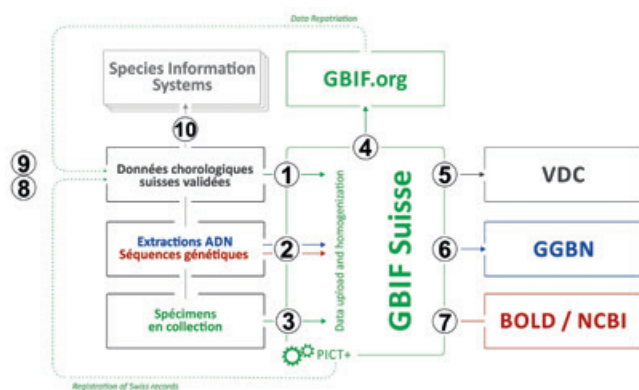 Data Repatriation
Species Information
Systems
GBIF.org
10
4
9
8
Données chorologiques
suisses validées
1
5
VDC
Extractions ADN
Séquences génétiques
2
Data upload and homogenization
GBIF Suisse
6
GGBN
Spécimens
en collection
3
7
BOLD / NCBI
PICT+
Registration of Swiss records